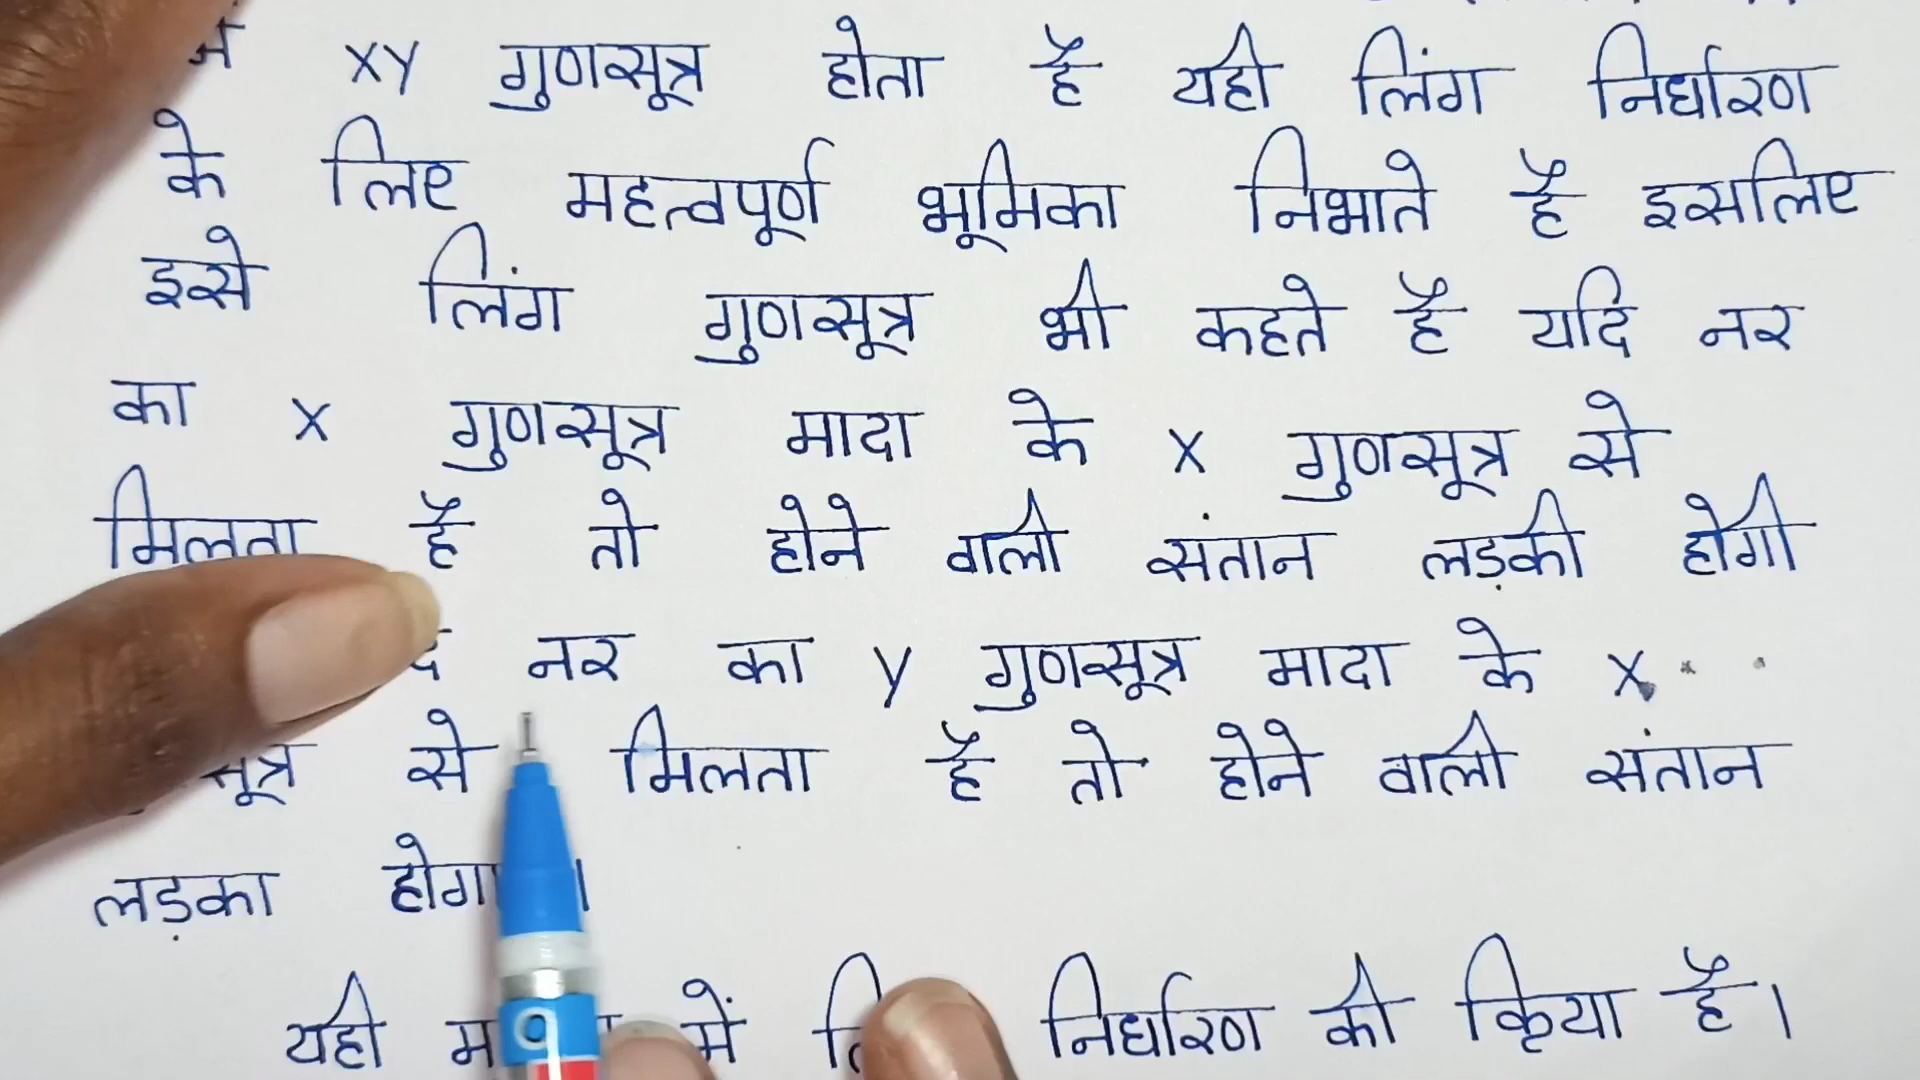 में XY गुणसूत्र होता है यही लिंग निर्धारण
के लिए महत्वपूर्ण भूमिका निभाते है इसलिए
इसे लिंग गुणसूत्र भी कहते है यदि नर
का X गुणसूत्र मादा के X गुणसूत्र से
मिलता है तो होने वाली संतान लड़की होगी
नर का Y गुणसूत्र मादा के X
सूत्र से मिलता है तो होने वाली संतान
लड़का होगा।
यही में निर्धारण की क्रिया है।